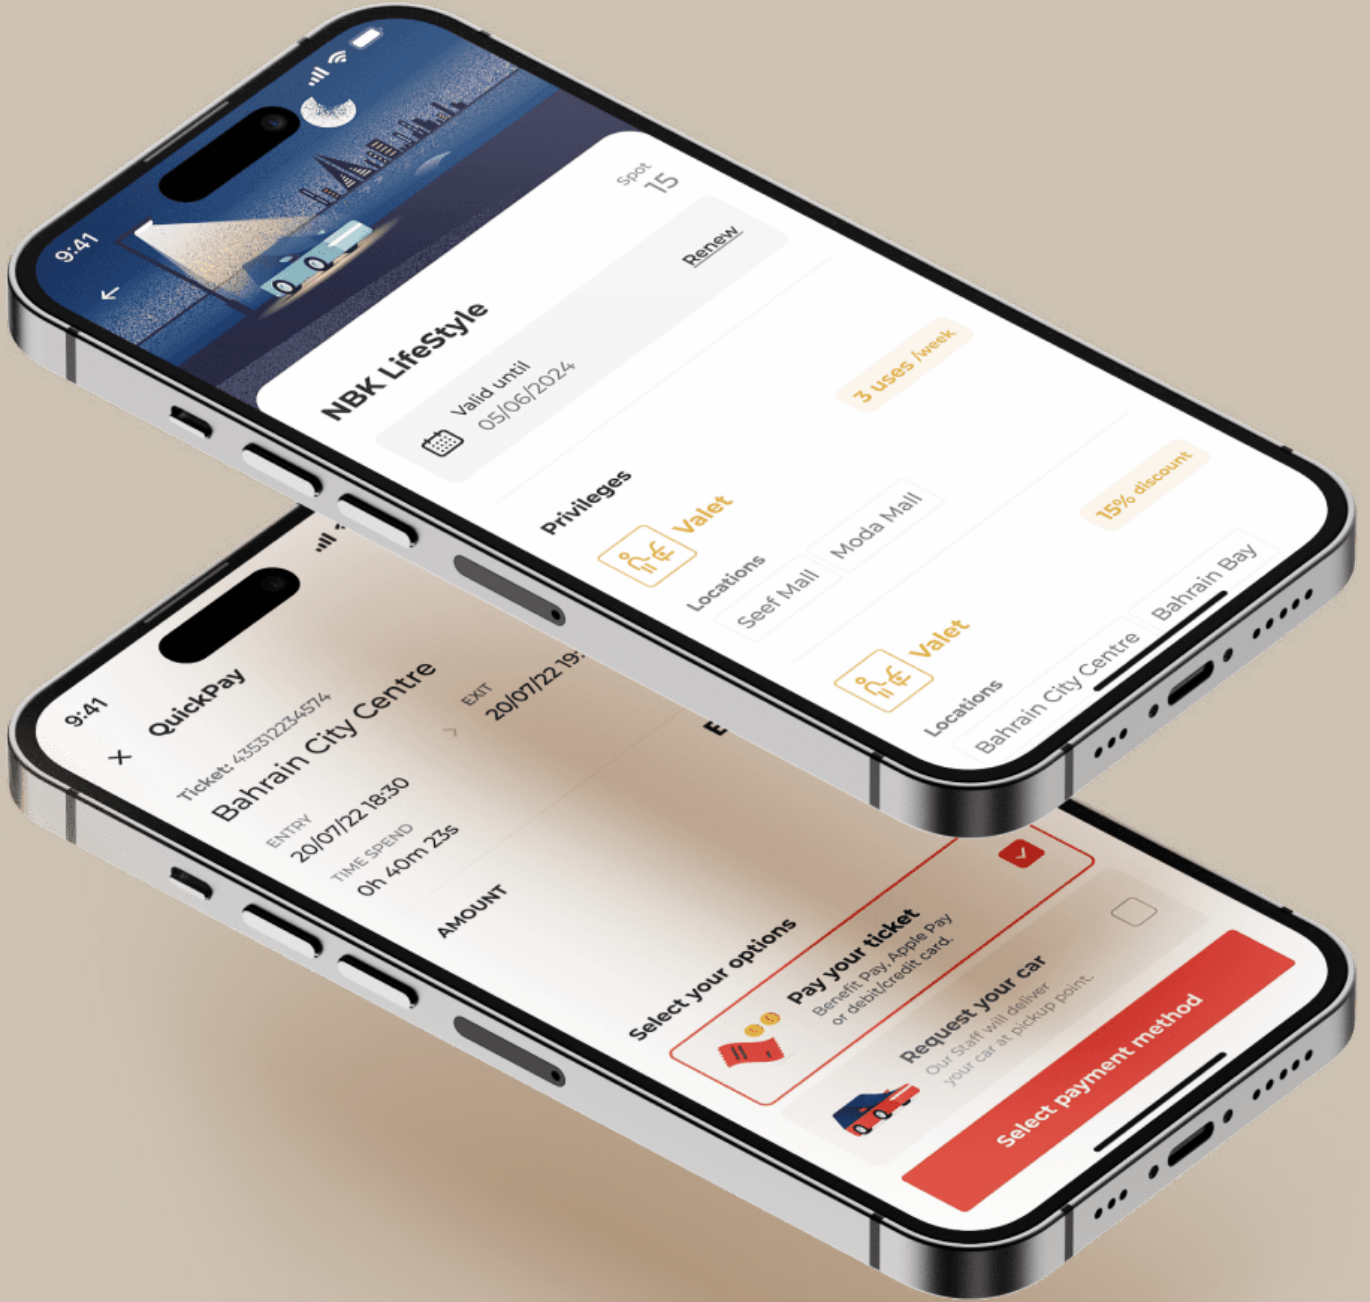 9:41
Spot
15
NBK LifeStyle
Valid until
05/06/2024
Renew
Privileges
Valet
3 uses /week
Locations
Seef Mall
Moda Mall
Valet
15% discount
Locations
Bahrain City Centre
Bahrain Bay
9:41
QuickPay
Ticket: 435312234574
Bahrain City Centre
ENTRY
20/07/22 18:30
EXIT
20/07/22 19:
TIME SPEND
0h 40m 23s
AMOUNT
Select your options
Pay your ticket
Benefit Pay, Apple Pay
or debit/credit card.
Request your car
Our Staff will deliver
your car at pickup point.
Select payment method